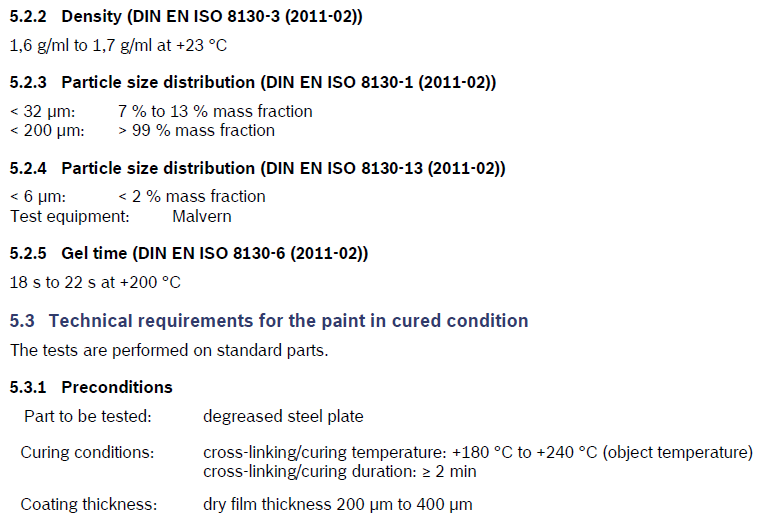 5.2.2 Density (DIN EN ISO 8130-3 (2011-02))
1,6 g/ml to 1,7 g/ml at +23 °C
5.2.3 Particle size distribution (DIN EN ISO 8130-1 (2011-02))
< 32 µm: 7 % to 13 % mass fraction
< 200 µm: > 99 % mass fraction
5.2.4 Particle size distribution (DIN EN ISO 8130-13 (2011-02))
< 6 µm: < 2 % mass fraction
Test equipment: Malvern
5.2.5 Gel time (DIN EN ISO 8130-6 (2011-02))
18 s to 22 s at +200 °C
5.3 Technical requirements for the paint in cured condition
The tests are performed on standard parts.
5.3.1 Preconditions
Part to be tested: degreased steel plate
Curing conditions: cross-linking/curing temperature: +180 °C to +240 °C (object temperature)
cross-linking/curing duration: ≥ 2 min
Coating thickness: dry film thickness 200 µm to 400 µm